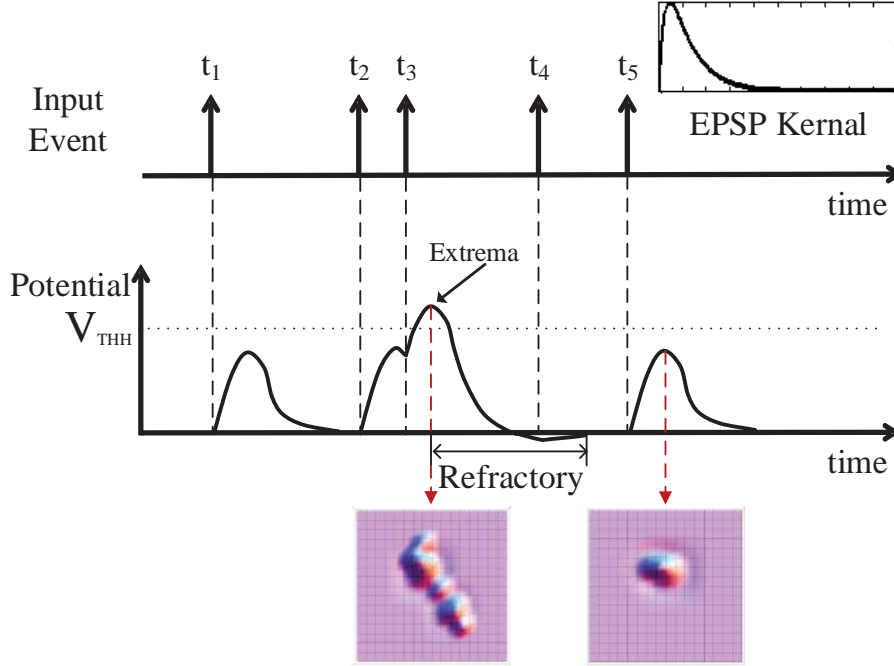 t1 t2 t3 t4 t5
Input
Event
EPSP Kernal
time
Extrema
Potential
VTHH
time
Refractory